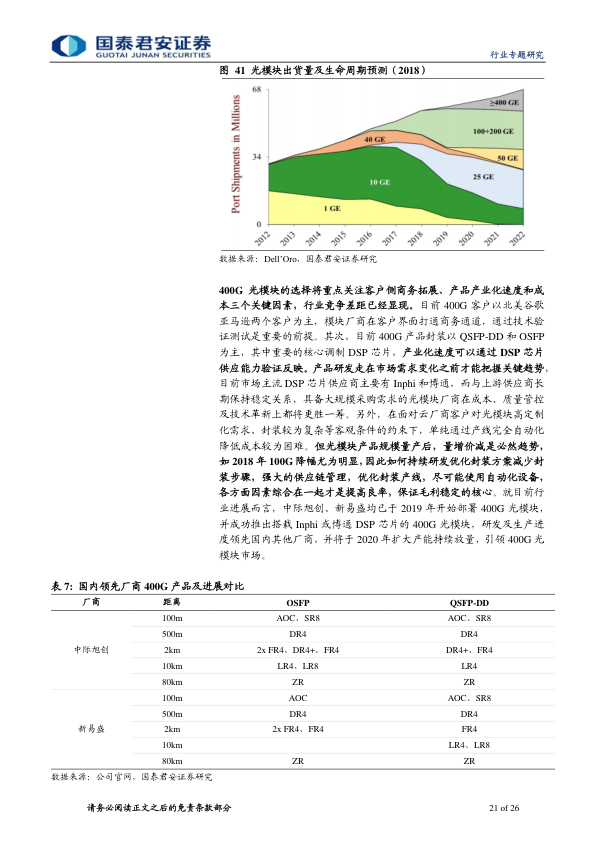 国泰君安证券
GUOTAI JUNAN SECURITIES
行业专题研究
图 41 光模块出货量及生命周期预测（2018）
Port Shipments in Millions
68
34
0
≥400 GE
100+200 GE
40 GE
50 GE
25 GE
10 GE
1 GE
2012 2013 2014 2015 2016 2017 2018 2019 2020 2021 2022
数据来源：Dell’Oro，国泰君安证券研究
400G 光模块的选择将重点关注客户侧商务拓展、产品产业化速度和成
本三个关键因素，行业竞争差距已经显现。目前 400G 客户以北美谷歌
亚马逊两个客户为主，模块厂商在客户界面打通商务通道，通过技术验
证测试是重要的前提。其次，目前 400G 产品封装以 QSFP-DD 和 OSFP
为主，其中重要的核心调制 DSP 芯片，产业化速度可以通过 DSP 芯片
供应能力验证反映。产品研发走在市场需求变化之前才能把握关键趋势，
目前市场主流 DSP 芯片供应商主要有 Inphi 和博通，而与上游供应商长
期保持稳定关系，具备大规模采购需求的光模块厂商在成本、质量管控
及技术革新上都将更胜一筹。另外，在面对云厂商客户对光模块高定制
化需求、封装较为复杂等客观条件的约束下，单纯通过产线完全自动化
降低成本较为困难。但光模块产品规模量产后，量增价减是必然趋势，
如 2018 年 100G 降幅尤为明显，因此如何持续研发优化封装方案减少封
装步骤，强大的供应链管理，优化封装产线，尽可能使用自动化设备，
各方面因素综合在一起才是提高良率，保证毛利稳定的核心。就目前行
业进展而言，中际旭创、新易盛均已于 2019 年开始部署 400G 光模块，
并成功推出搭载 Inphi 或博通 DSP 芯片的 400G 光模块，研发及生产进
度领先国内其他厂商，并将于 2020 年扩大产能持续放量，引领 400G 光
模块市场。
表 7: 国内领先厂商 400G 产品及进展对比
厂商 距离 OSFP QSFP-DD
100m AOC、SR8 AOC、SR8
500m DR4 DR4
中际旭创 2km 2x FR4、DR4+、FR4 DR4+、FR4
10km LR4、LR8 LR4
80km ZR ZR
100m AOC AOC、SR8
500m DR4 DR4
新易盛 2km 2x FR4、FR4 FR4
10km LR4、LR8
80km ZR ZR
数据来源：公司官网，国泰君安证券研究
请务必阅读正文之后的免责条款部分
21 of 26